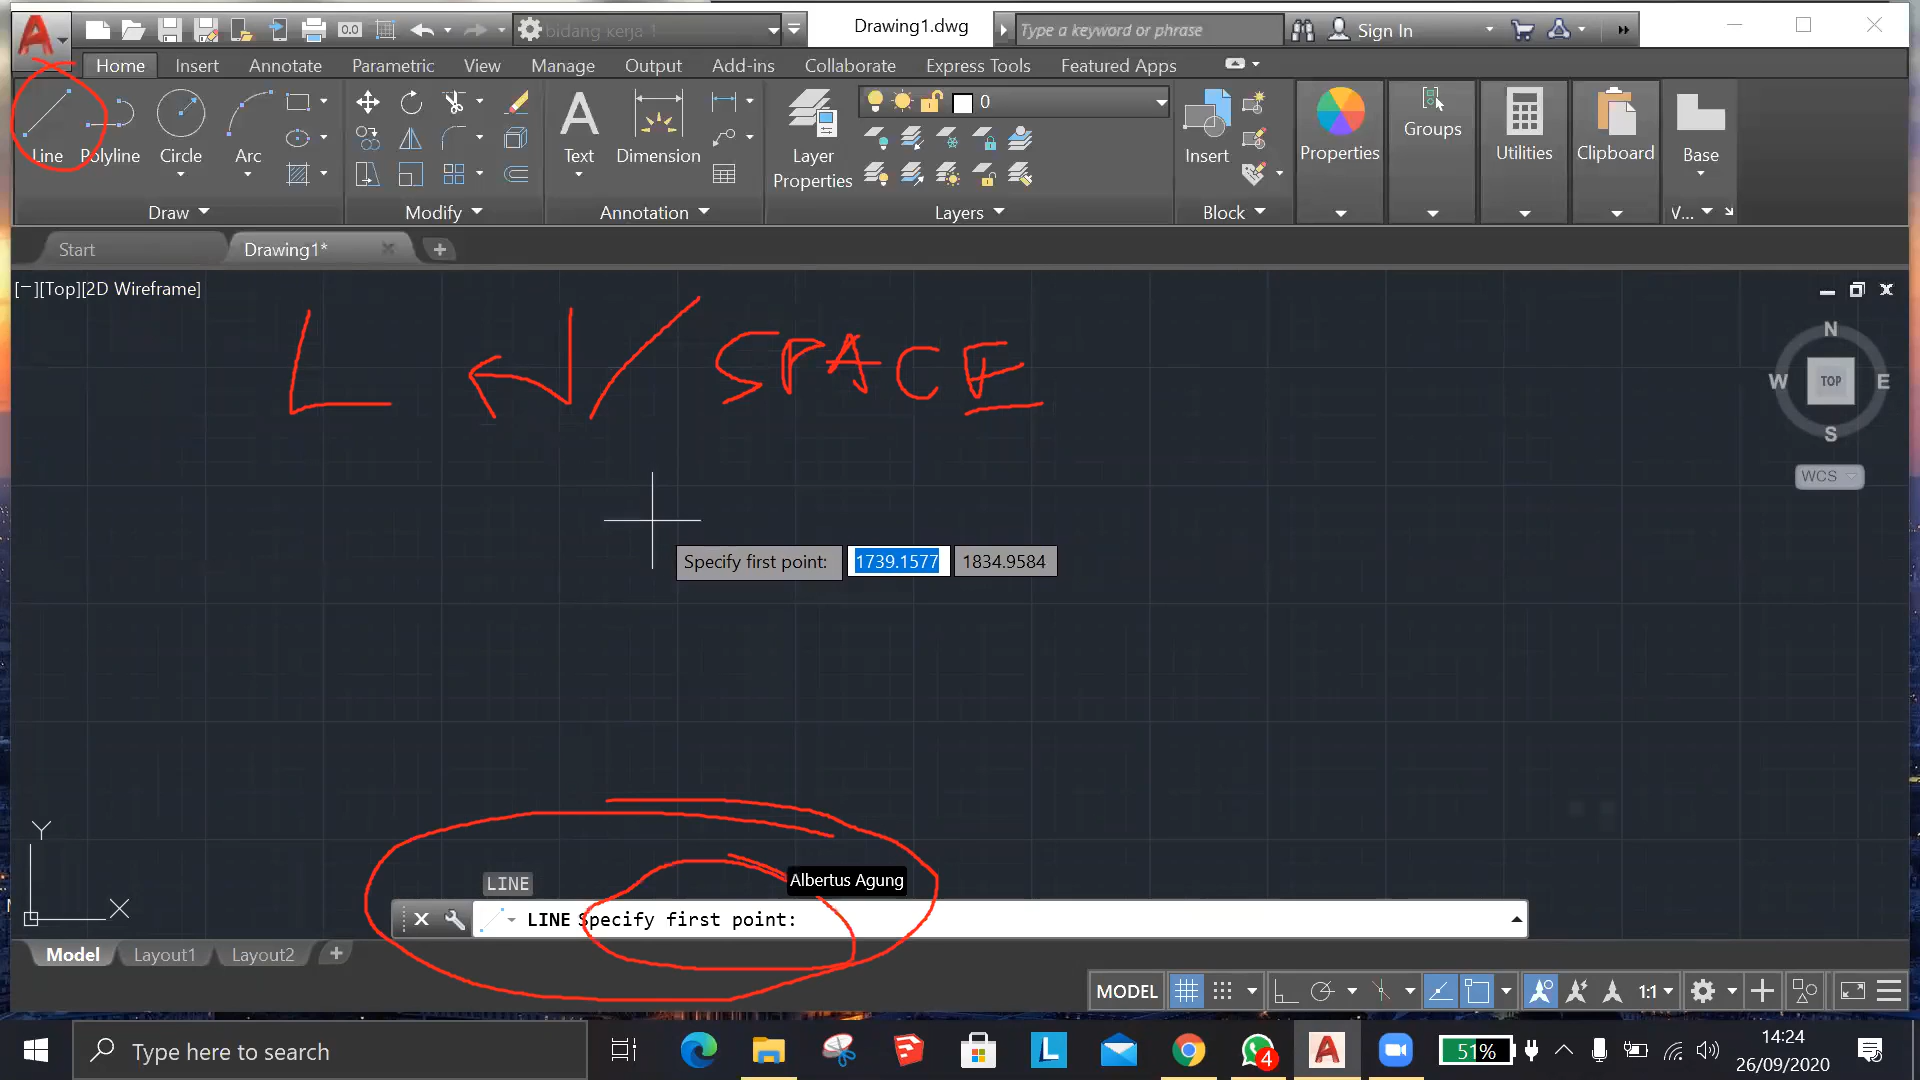 bidang kerja !
Drawing1.dwg
Type a keyword or phrase
Sign In
Home Insert Annotate Parametric View Manage Output Add-ins Collaborate Express Tools Featured Apps
Line Polyline Circle Arc
Text Dimension
Layer Properties
0
Insert
Properties
Groups
Utilities
Clipboard
Base
Draw Modify Annotation Layers Block V...
Start Drawing1*
[−][Top][2D Wireframe]
L SPACE
N
W TOP E
S
WCS
Specify first point: 1739.1577 1834.9584
Y
X
LINE
Albertus Agung
LINE Specify first point:
Model Layout1 Layout2
MODEL 1:1
Type here to search
4
51%
14:24
26/09/2020